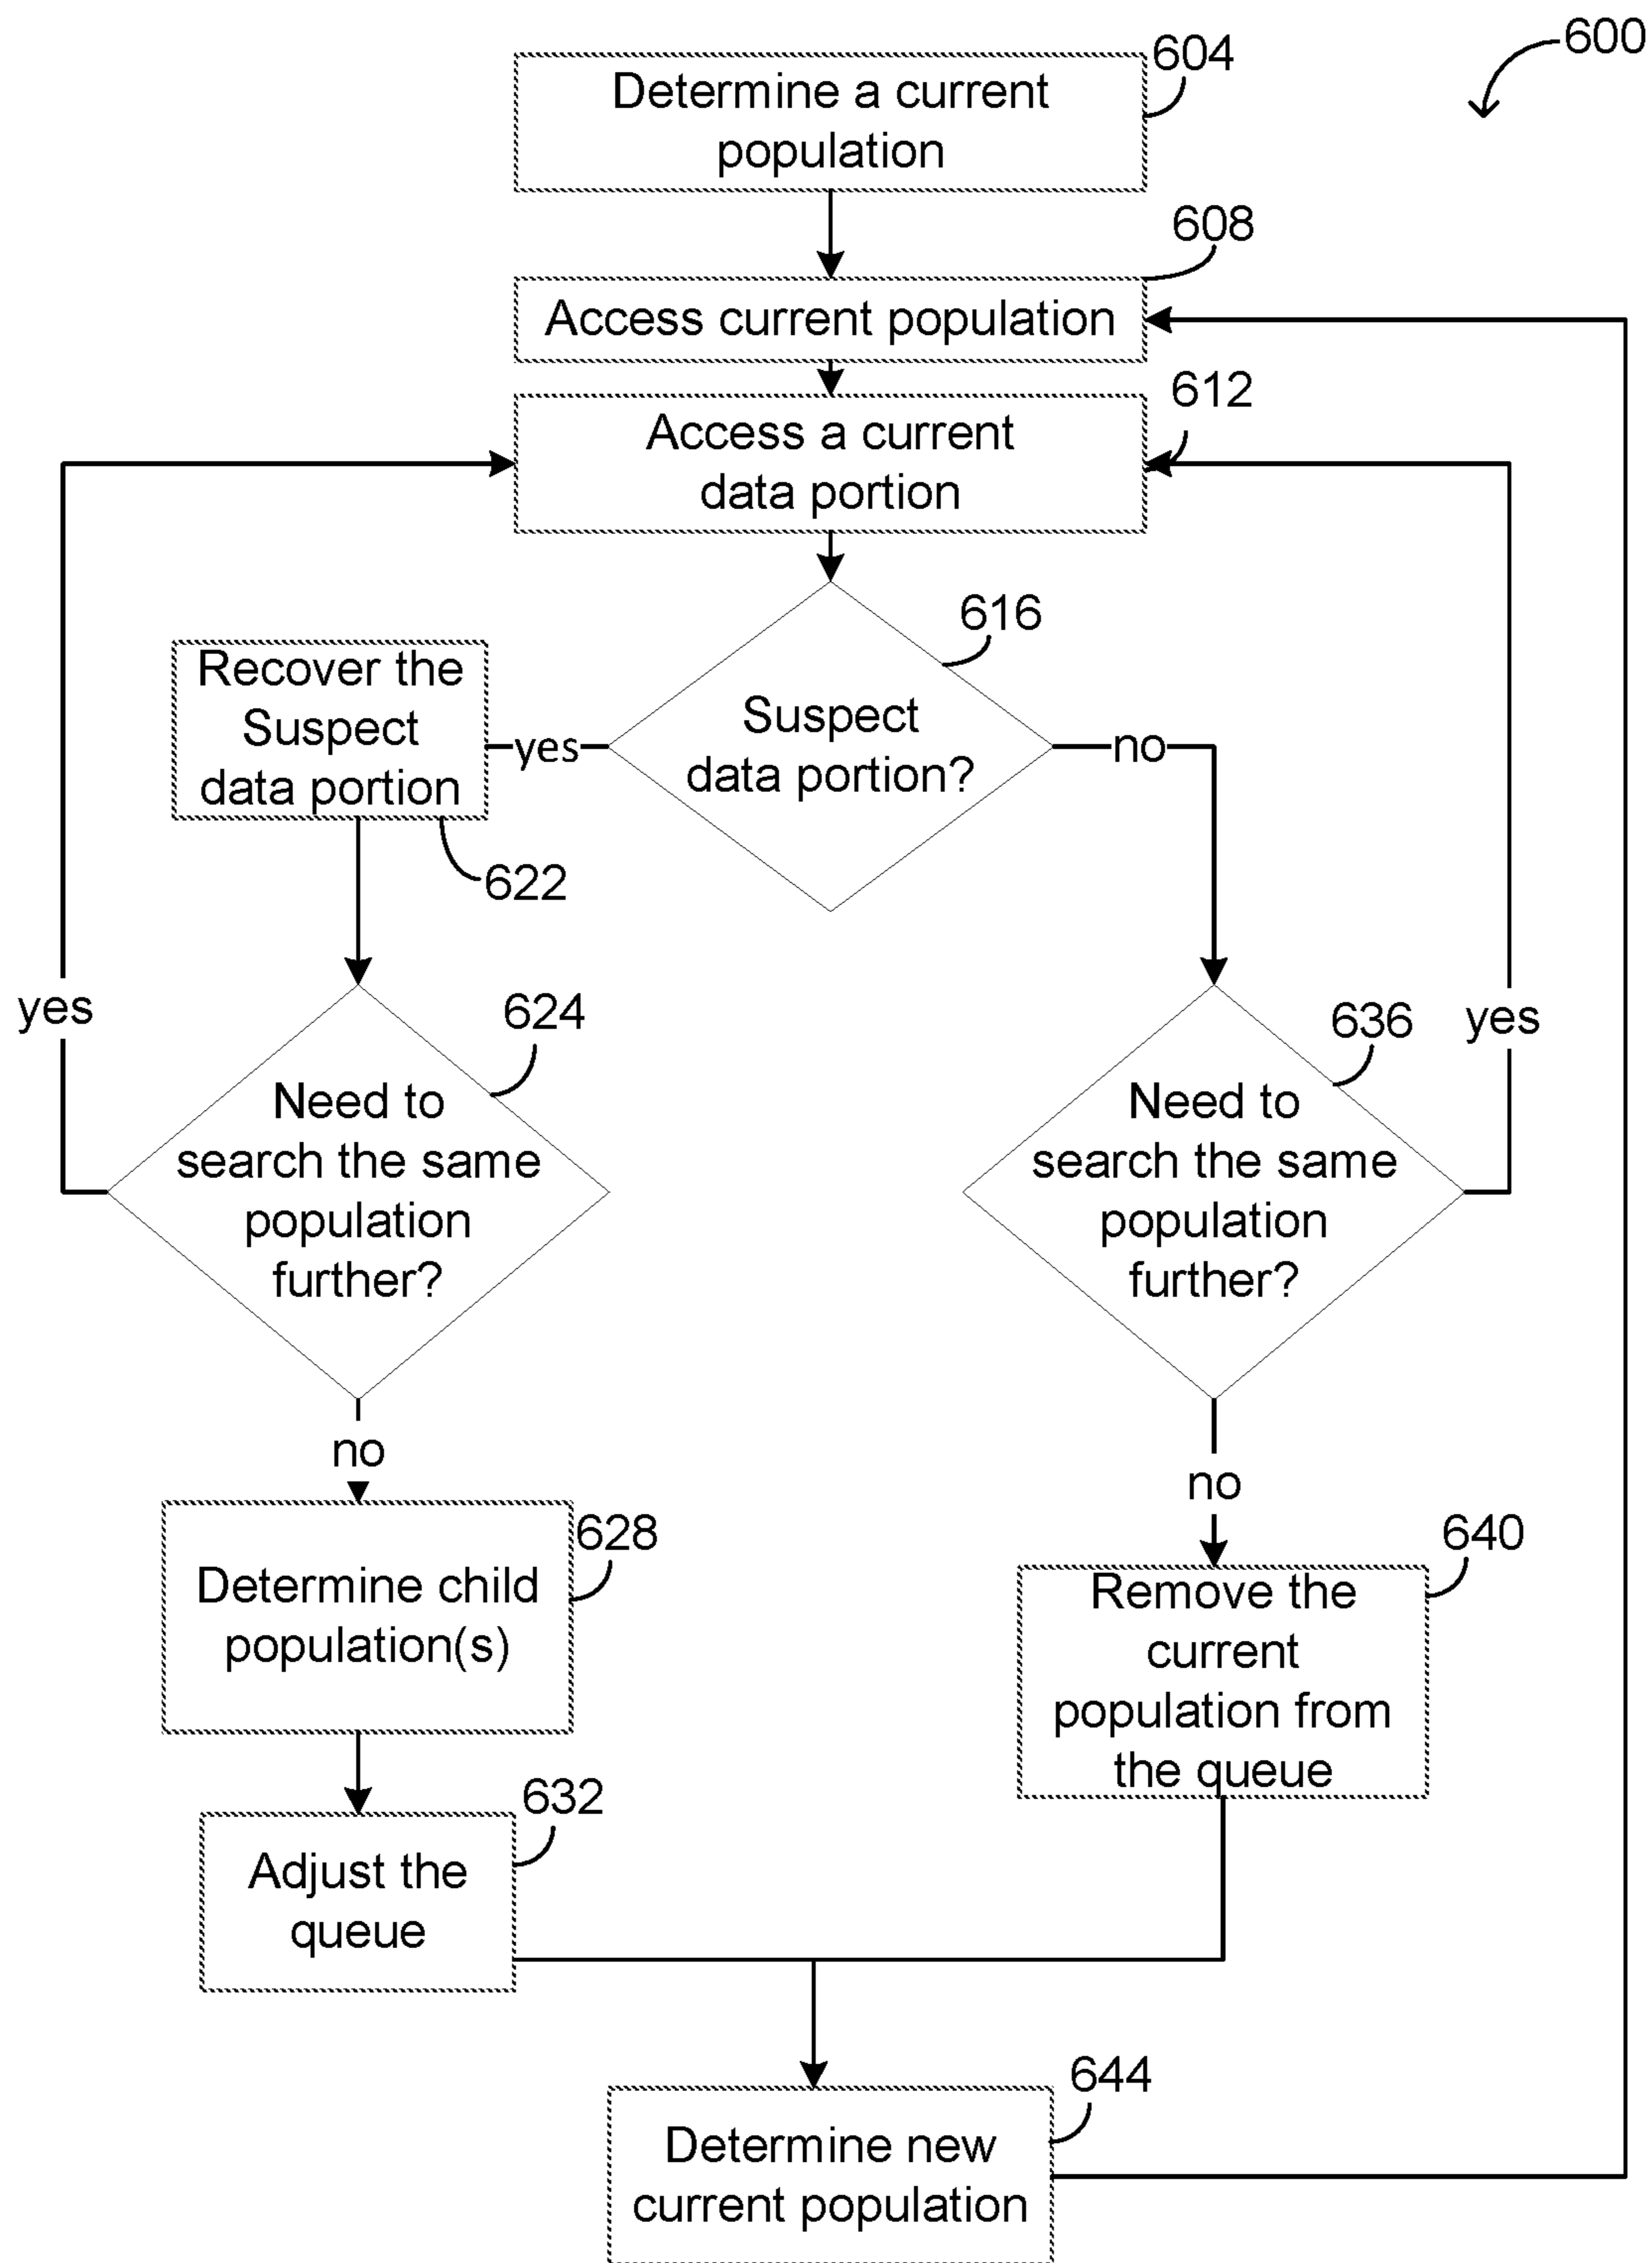 600
604
Determine a current
population
608
Access current population
612
Access a current
data portion
616
Suspect
data portion?
yes
no
Recover the
Suspect
data portion
622
yes
624
Need to
search the same
population
further?
636
yes
Need to
search the same
population
further?
no
no
628
Determine child
population(s)
640
Remove the
current
population from
the queue
632
Adjust the
queue
644
Determine new
current population